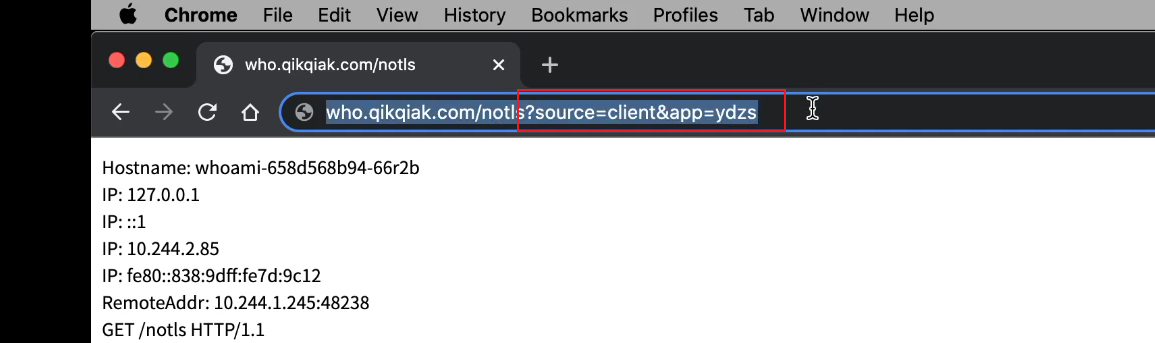 Chrome File Edit View History Bookmarks Profiles Tab Window Help
who.qikqiak.com/notls
who.qikqiak.com/notls?source=client&app=ydzs
Hostname: whoami-658d568b94-66r2b
IP: 127.0.0.1
IP: ::1
IP: 10.244.2.85
IP: fe80::838:9dff:fe7d:9c12
RemoteAddr: 10.244.1.245:48238
GET /notls HTTP/1.1